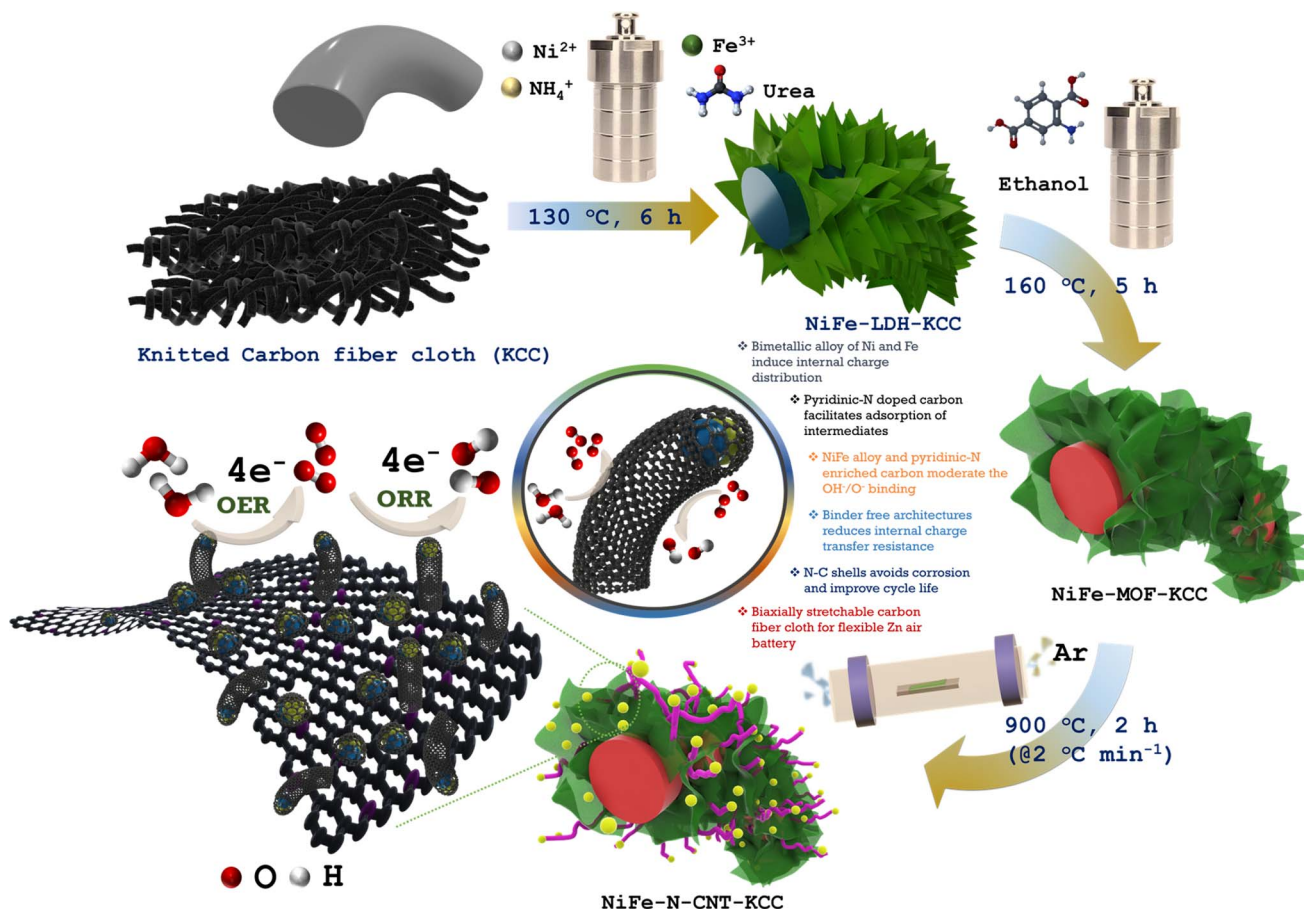 Ni²⁺
NH₄⁺
Fe³⁺
Urea
130 °C, 6 h
Knitted Carbon fiber cloth (KCC)
NiFe-LDH-KCC
Ethanol
160 °C, 5 h
NiFe-MOF-KCC
❖ Bimetallic alloy of Ni and Fe
induce internal charge
distribution
❖ Pyridinic-N doped carbon
facilitates adsorption of
intermediates
❖ NiFe alloy and pyridinic-N
enriched carbon moderate the
OH⁻/O⁻ binding
❖ Binder free architectures
reduces internal charge
transfer resistance
❖ N-C shells avoids corrosion
and improve cycle life
❖ Biaxially stretchable carbon
fiber cloth for flexible Zn air
battery
Ar
900 °C, 2 h
(@2 °C min⁻¹)
NiFe-N-CNT-KCC
4e⁻
OER
4e⁻
ORR
O H